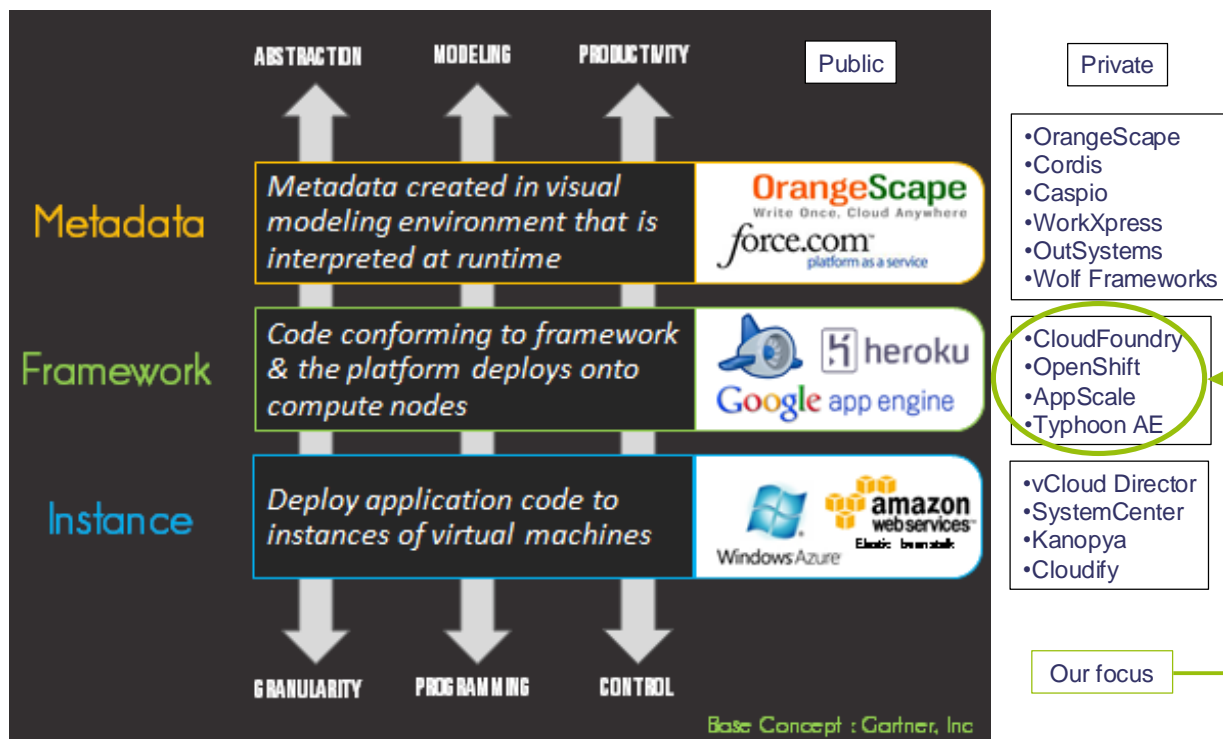 ABSTRACTION
MODELING
PRODUCTIVITY
Public
Private
Metadata
Metadata created in visual
modeling environment that is
interpreted at runtime
OrangeScape
Write Once, Cloud Anywhere
force.com™
platform as a service
•OrangeScape
•Cordis
•Caspio
•WorkXpress
•OutSystems
•Wolf Frameworks
Framework
Code conforming to framework
& the platform deploys onto
compute nodes
heroku
Google app engine
•CloudFoundry
•OpenShift
•AppScale
•Typhoon AE
Instance
Deploy application code to
instances of virtual machines
Windows Azure
amazon
webservices™
Elastic beanstalk
•vCloud Director
•SystemCenter
•Kanopya
•Cloudify
GRANULARITY
PROGRAMMING
CONTROL
Our focus
Base Concept : Gartner, Inc